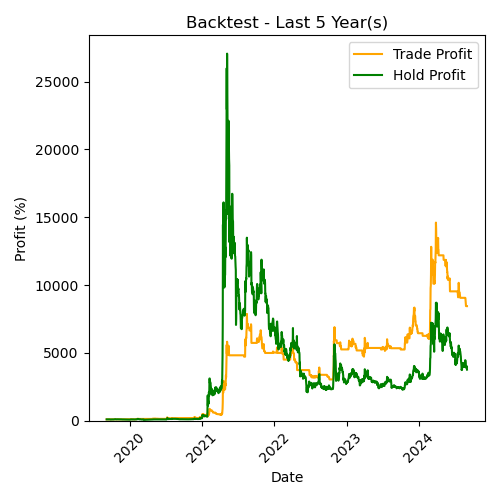 Backtest - Last 5 Year(s)
Trade Profit
Hold Profit
Profit (%)
25000
20000
15000
10000
5000
0
2020
2021
2022
2023
2024
Date